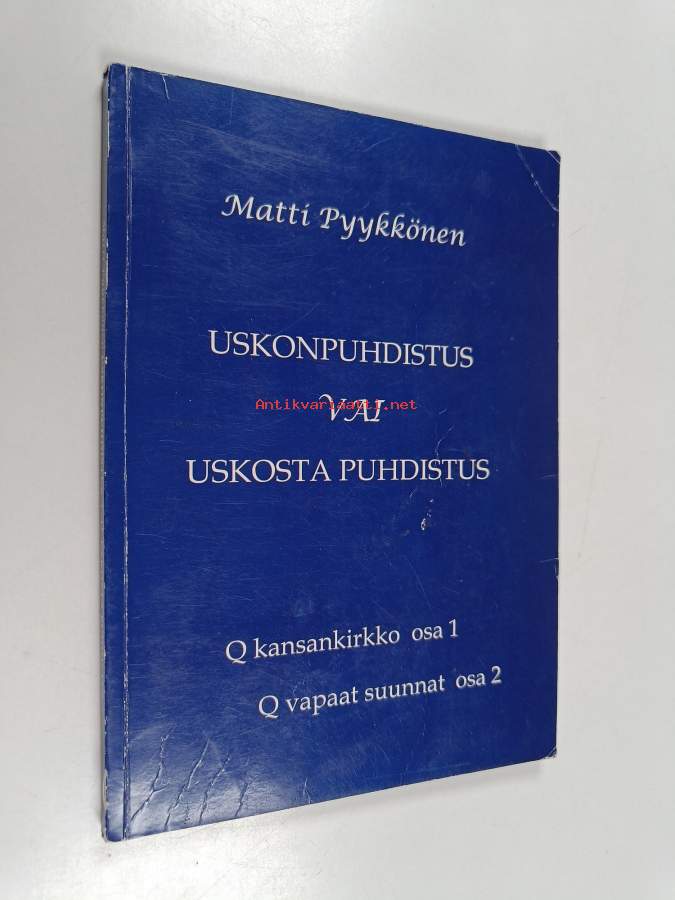 Matti Pyykkönen
USKONPUHDISTUS
VAI
Antikvariaatti.net
USKOSTA PUHDISTUS
Q kansankirkko osa 1
Q vapaat suunnat osa 2